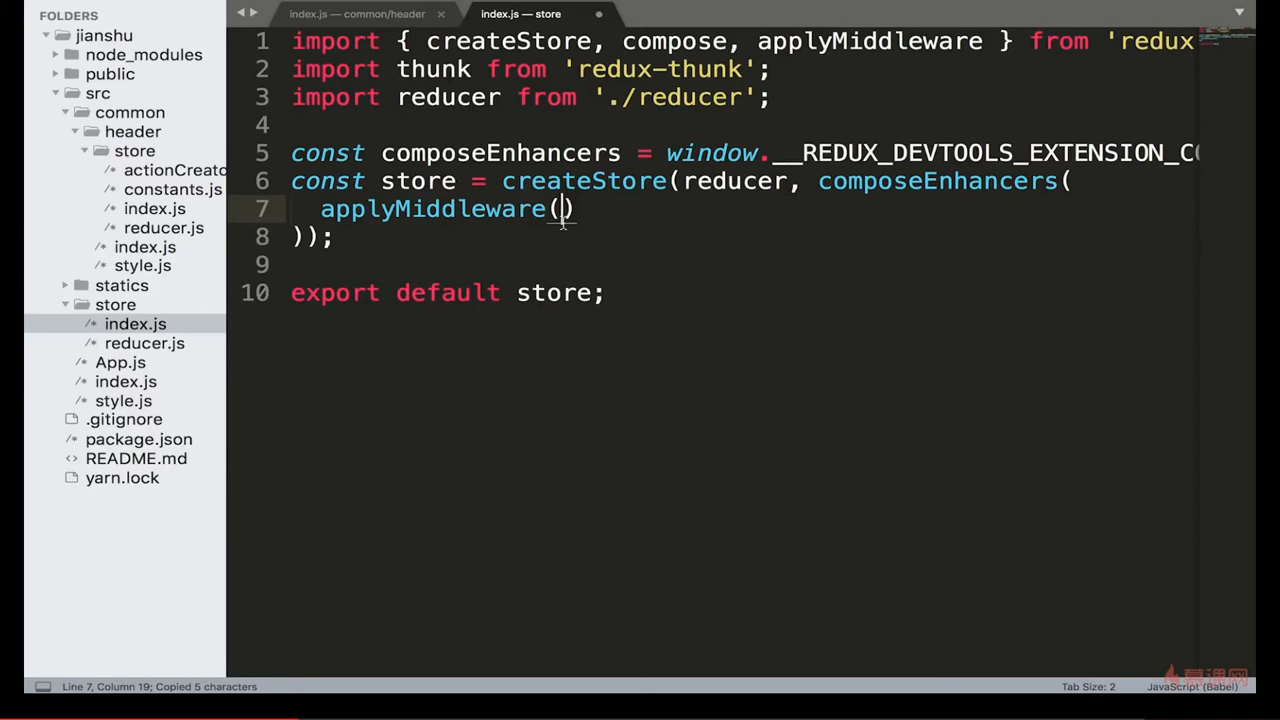 FOLDERS
jianshu
node_modules
public
src
common
header
store
actionCreato
constants.js
index.js
reducer.js
index.js
style.js
statics
store
index.js
reducer.js
App.js
index.js
style.js
.gitignore
package.json
README.md
yarn.lock
index.js — common/header
index.js — store
1 import { createStore, compose, applyMiddleware } from 'redux
2 import thunk from 'redux-thunk';
3 import reducer from './reducer';
4
5 const composeEnhancers = window.__REDUX_DEVTOOLS_EXTENSION_CO
6 const store = createStore(reducer, composeEnhancers(
7 applyMiddleware()
8 ));
9
10 export default store;
慕课网
Line 7, Column 19; Copied 5 characters
Tab Size: 2
JavaScript (Babel)